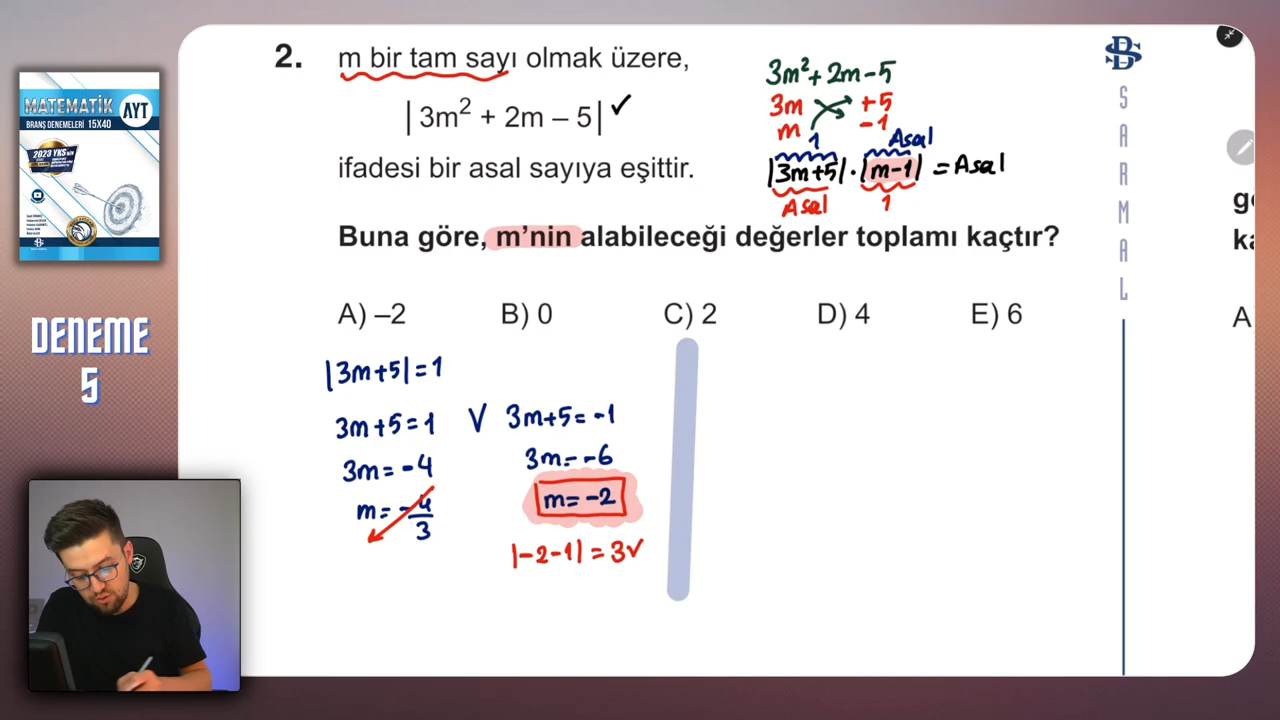 MATEMATİK
AYT
BRANŞ DENEMELERİ 15X40
DENEME
5
2. m bir tam sayı olmak üzere,
| 3m² + 2m – 5| ✓
ifadesi bir asal sayıya eşittir.
Buna göre, m’nin alabileceği değerler toplamı kaçtır?
A) –2 B) 0 C) 2 D) 4 E) 6
3m² + 2m – 5
3m +5
m –1
1 Asal
|3m+5| · |m–1| = Asal
Asal 1
|3m+5| = 1
3m+5 = 1 V 3m+5 = -1
3m = -4 3m = -6
m = -4/3 m = -2
|-2-1| = 3✓
SARMAL
g
ka
A